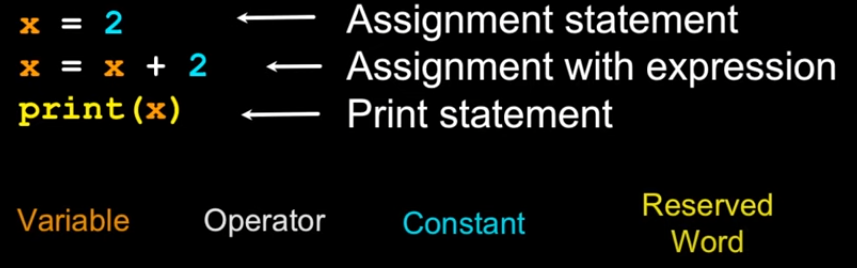 x = 2 Assignment statement
x = x + 2 Assignment with expression
print(x) Print statement
Variable Operator Constant Reserved Word